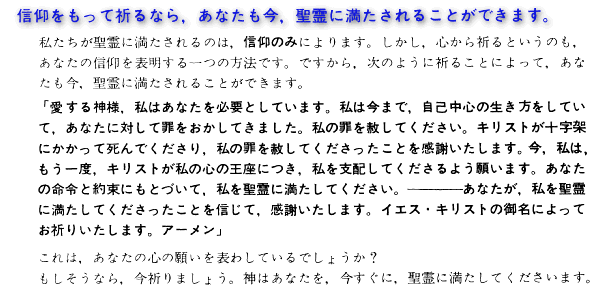 信仰をもって祈るなら，あなたも今，聖霊に満たされることができます。
私たちが聖霊に満たされるのは，信仰のみによります。しかし，心から祈るというのも，
あなたの信仰を表明する一つの方法です。ですから，次のように祈ることによって，あな
たも今，聖霊に満たされることができます。
「愛する神様，私はあなたを必要としています。私は今まで，自己中心の生き方をしてい
て，あなたに対して罪をおかしてきました。私の罪を赦してください。キリストが十字架
にかかって死んでくださり，私の罪を赦してくださったことを感謝いたします。今，私は，
もう一度，キリストが私の心の王座につき，私を支配してくださるよう願います。あなた
の命令と約束にもとづいて，私を聖霊に満たしてください。――――あなたが，私を聖霊
に満たしてくださったことを信じて，感謝いたします。イエス・キリストの御名によって
お祈りいたします。アーメン」
これは，あなたの心の願いを表わしているでしょうか？
もしそうなら，今祈りましょう。神はあなたを，今すぐに，聖霊に満たしてくださいます。